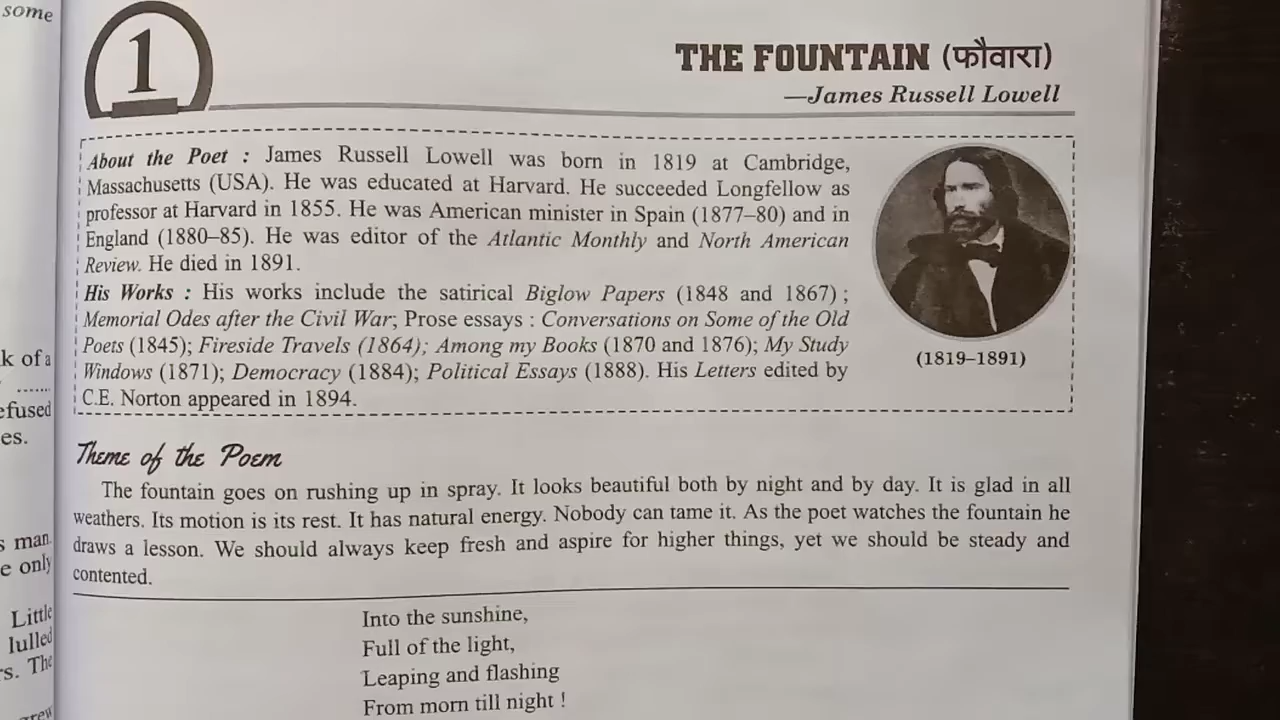 some
1
THE FOUNTAIN (फौवारा)
—James Russell Lowell
About the Poet : James Russell Lowell was born in 1819 at Cambridge,
Massachusetts (USA). He was educated at Harvard. He succeeded Longfellow as
professor at Harvard in 1855. He was American minister in Spain (1877–80) and in
England (1880–85). He was editor of the Atlantic Monthly and North American
Review. He died in 1891.
His Works : His works include the satirical Biglow Papers (1848 and 1867) ;
Memorial Odes after the Civil War; Prose essays : Conversations on Some of the Old
Poets (1845); Fireside Travels (1864); Among my Books (1870 and 1876); My Study
Windows (1871); Democracy (1884); Political Essays (1888). His Letters edited by
C.E. Norton appeared in 1894.
(1819–1891)
Theme of the Poem
The fountain goes on rushing up in spray. It looks beautiful both by night and by day. It is glad in all
weathers. Its motion is its rest. It has natural energy. Nobody can tame it. As the poet watches the fountain he
draws a lesson. We should always keep fresh and aspire for higher things, yet we should be steady and
contented.
Into the sunshine,
Full of the light,
Leaping and flashing
From morn till night !
k of a
efused
es.
s man.
e only
Little
lulled
rs. The